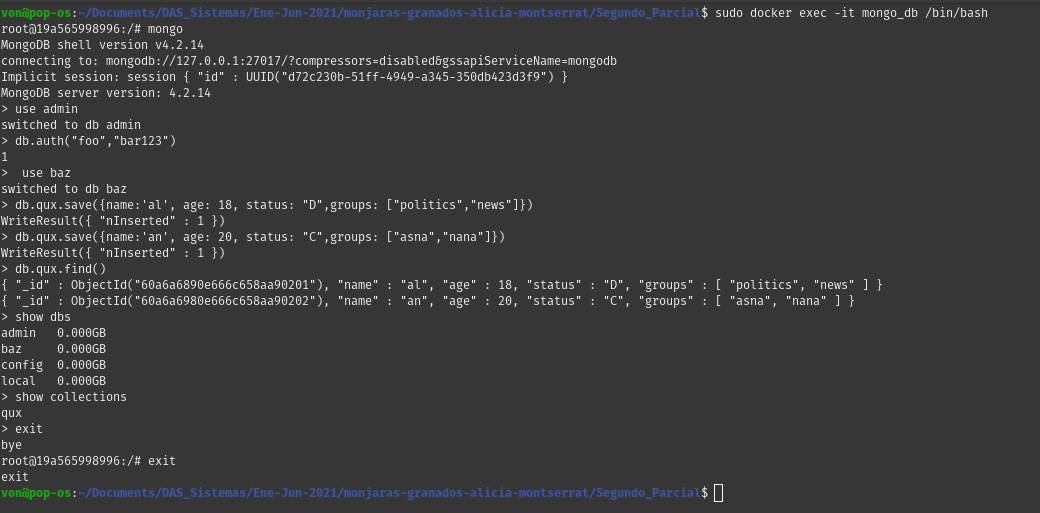 von@pop-os:~/Documents/DAS_Sistemas/Ene-Jun-2021/monjaras-granados-alicia-montserrat/Segundo_Parcial$ sudo docker exec -it mongo_db /bin/bash
root@19a565998996:/# mongo
MongoDB shell version v4.2.14
connecting to: mongodb://127.0.0.1:27017/?compressors=disabled&gssapiServiceName=mongodb
Implicit session: session { "id" : UUID("d72c230b-51ff-4949-a345-350db423d3f9") }
MongoDB server version: 4.2.14
> use admin
switched to db admin
> db.auth("foo","bar123")
1
>  use baz
switched to db baz
> db.qux.save({name:'al', age: 18, status: "D",groups: ["politics","news"]})
WriteResult({ "nInserted" : 1 })
> db.qux.save({name:'an', age: 20, status: "C",groups: ["asna","nana"]})
WriteResult({ "nInserted" : 1 })
> db.qux.find()
{ "_id" : ObjectId("60a6a6890e666c658aa90201"), "name" : "al", "age" : 18, "status" : "D", "groups" : [ "politics", "news" ] }
{ "_id" : ObjectId("60a6a6980e666c658aa90202"), "name" : "an", "age" : 20, "status" : "C", "groups" : [ "asna", "nana" ] }
> show dbs
admin   0.000GB
baz     0.000GB
config  0.000GB
local   0.000GB
> show collections
qux
> exit
bye
root@19a565998996:/# exit
exit
von@pop-os:~/Documents/DAS_Sistemas/Ene-Jun-2021/monjaras-granados-alicia-montserrat/Segundo_Parcial$